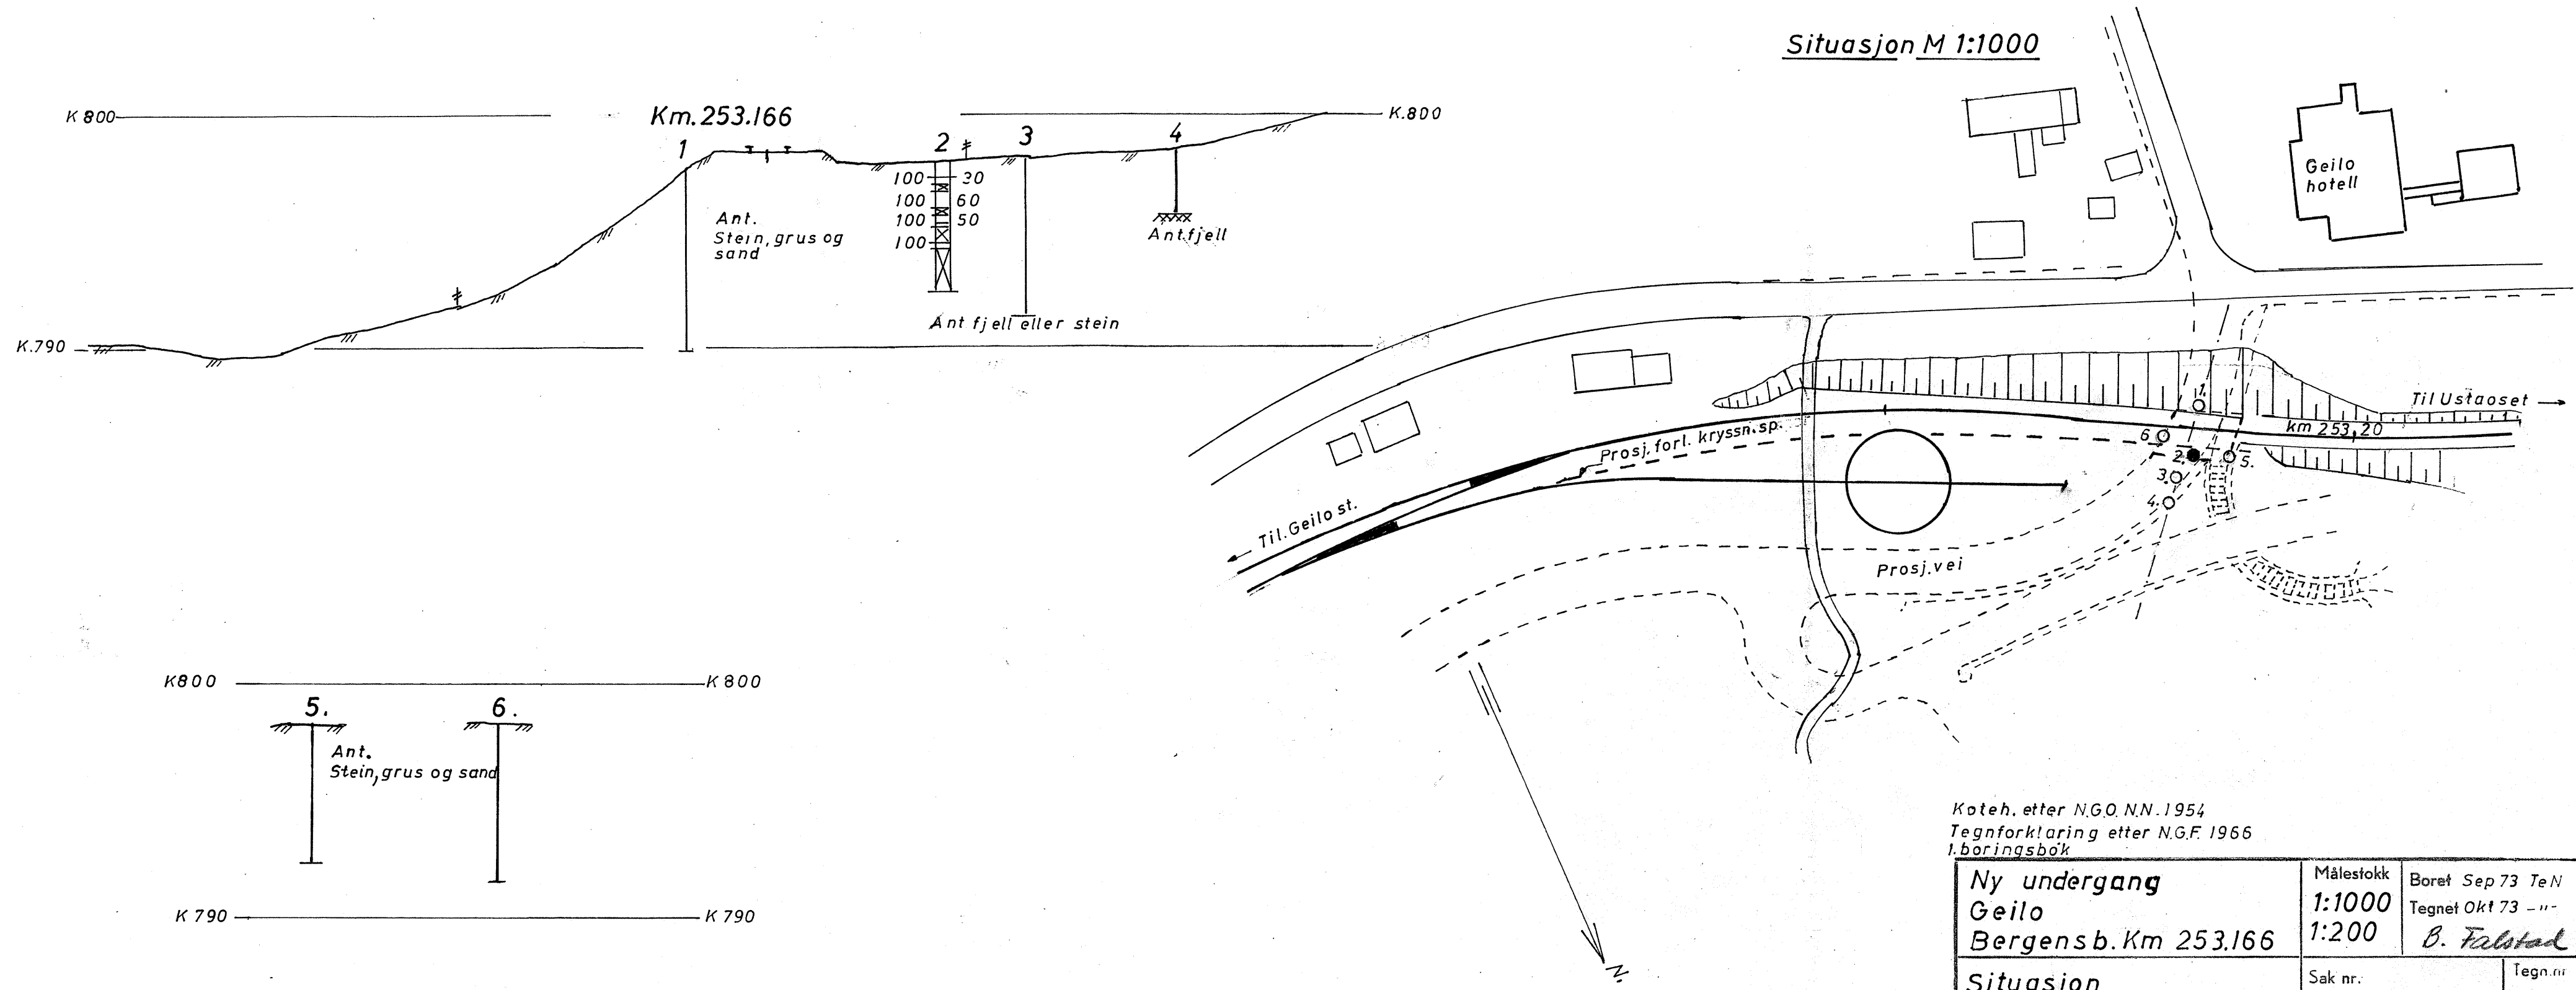 Situasjon M 1:1000
K 800
Km. 253.166
K.800
1
2
3
4
100 30
100 60
100 50
100
Ant.
Stein, grus og
sand
Ant.fjell
Ant fjell eller stein
K.790
Geilo
hotell
Til Ustaoset
km 253,20
Prosj. forl. kryssn. sp.
Til. Geilo st.
1.
6
2.
5.
3.
4.
Prosj. vei
N.
K800
K 800
5.
6.
Ant.
Stein, grus og sand
K 790
K 790
Koteh. etter N.G.O. N.N. 1954
Tegnforklaring etter N.G.F. 1966
1. boringsbok
Ny undergang
Geilo
Bergensb. Km 253.166
Målestokk
1:1000
1:200
Boret Sep 73 TeN
Tegnet Okt 73 -"-
B. Falstad
Situasjon
Sak nr.
Tegn.nr